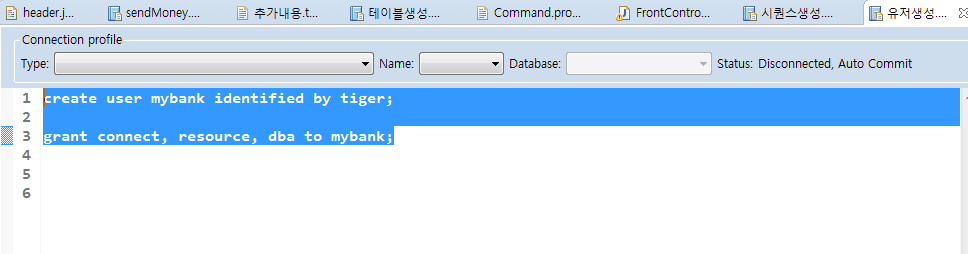 header.j... sendMoney.... 추가내용.t... 테이블생성.... Command.pro... FrontContro... 시퀀스생성.... 유저생성....
Connection profile
Type: Name: Database: Status: Disconnected, Auto Commit
1 create user mybank identified by tiger;
2
3 grant connect, resource, dba to mybank;
4
5
6